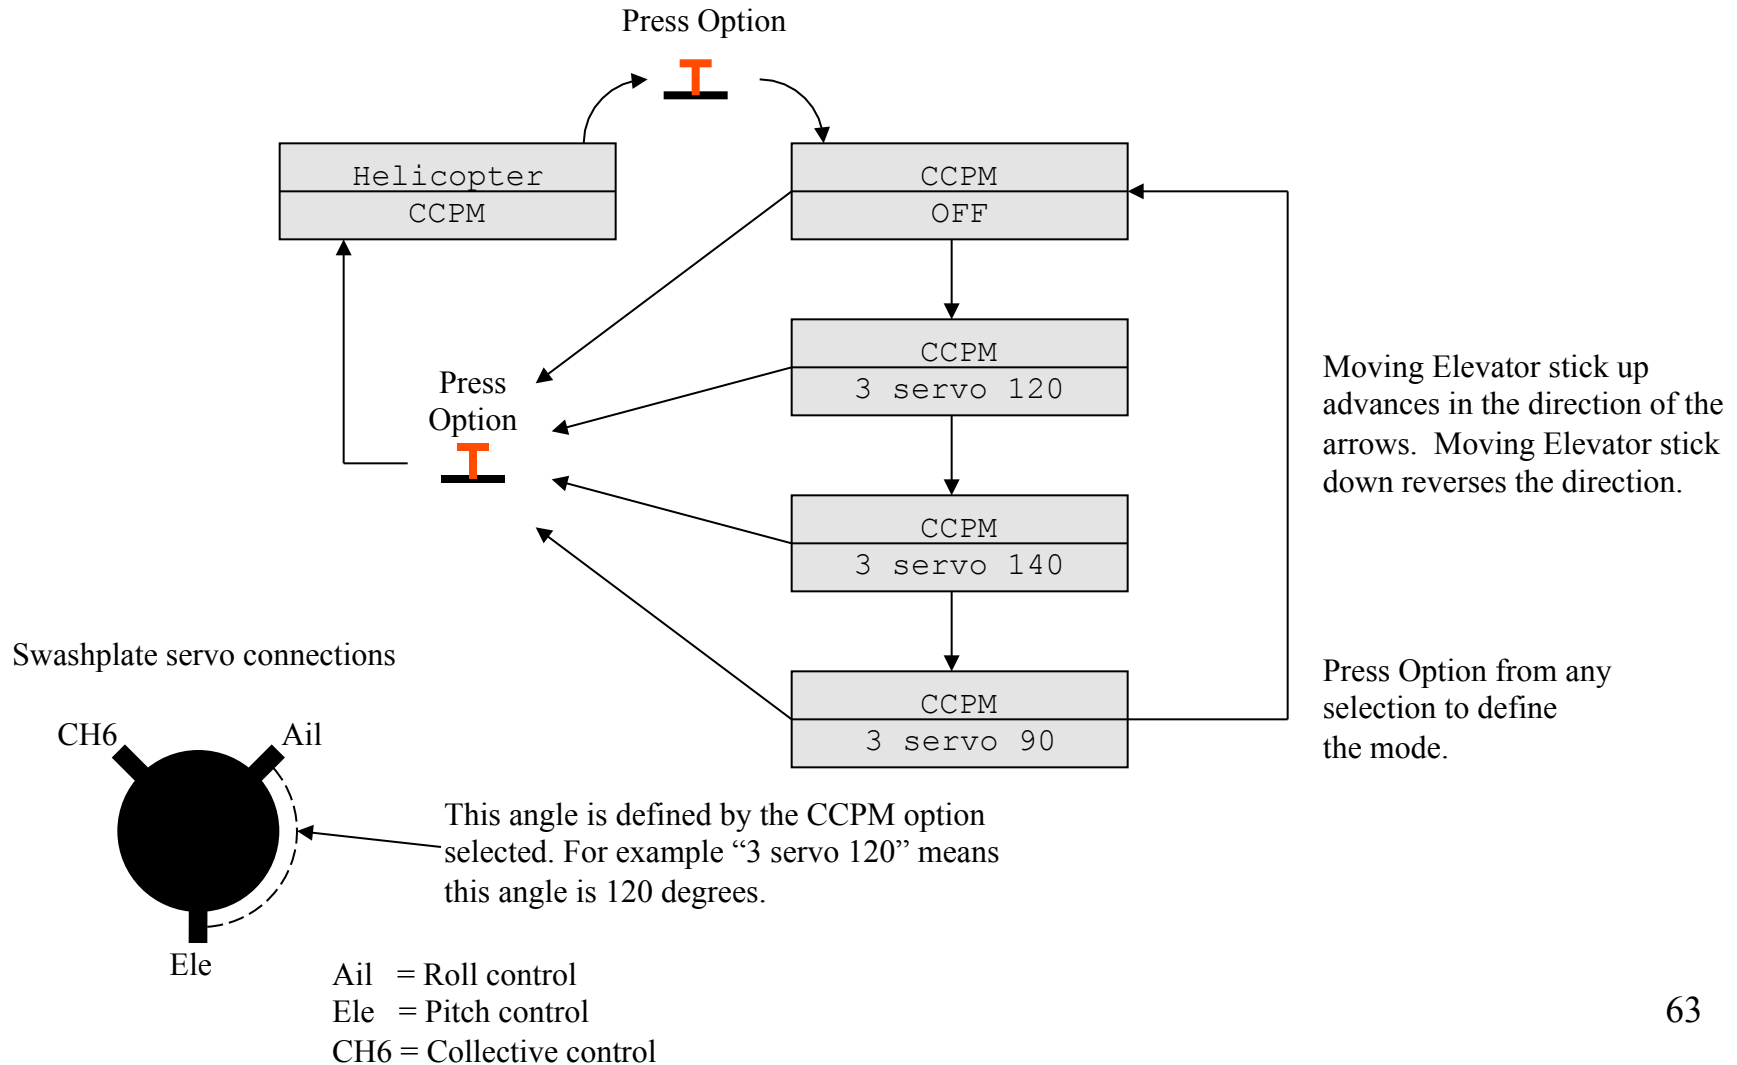 Press Option
Helicopter
CCPM
CCPM
OFF
CCPM
3 servo 120
Press
Option
Moving Elevator stick up
advances in the direction of the
arrows.  Moving Elevator stick
down reverses the direction.
CCPM
3 servo 140
Swashplate servo connections
CCPM
3 servo 90
Press Option from any
selection to define
the mode.
CH6
Ail
This angle is defined by the CCPM option
selected. For example “3 servo 120” means
this angle is 120 degrees.
Ele
Ail   = Roll control
Ele   = Pitch control
CH6 = Collective control
63